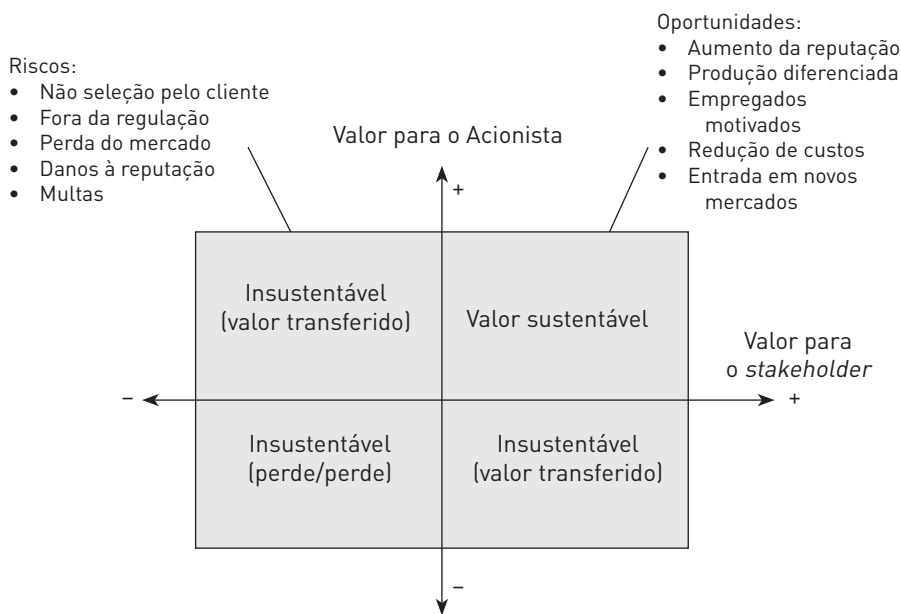 Riscos:
• Não seleção pelo cliente
• Fora da regulação
• Perda do mercado
• Danos à reputação
• Multas
Oportunidades:
• Aumento da reputação
• Produção diferenciada
• Empregados
motivados
• Redução de custos
• Entrada em novos
mercados
Valor para o Acionista
+
Insustentável
(valor transferido)
Valor sustentável
Valor para
o stakeholder
–
+
Insustentável
(perde/perde)
Insustentável
(valor transferido)
–